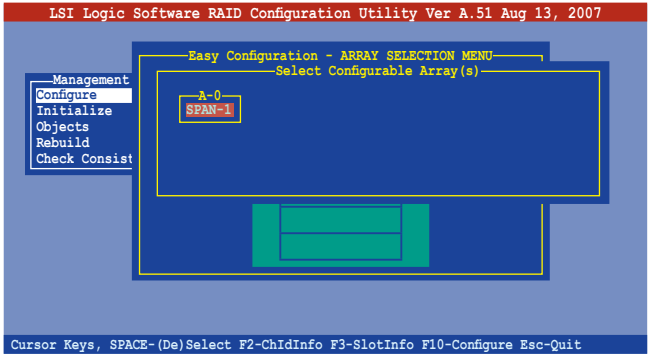 LSI Logic Software RAID Configuration Utility Ver A.51 Aug 13, 2007
Easy Configuration - ARRAY SELECTION MENU
Select Configurable Array(s)
Management
A-0
Configure
SPAN-1
Initialize
Objects
Rebuild
Check Consist
Cursor Keys, SPACE-(De)Select F2-ChIdInfo F3-SlotInfo F10-Configure Esc-Quit